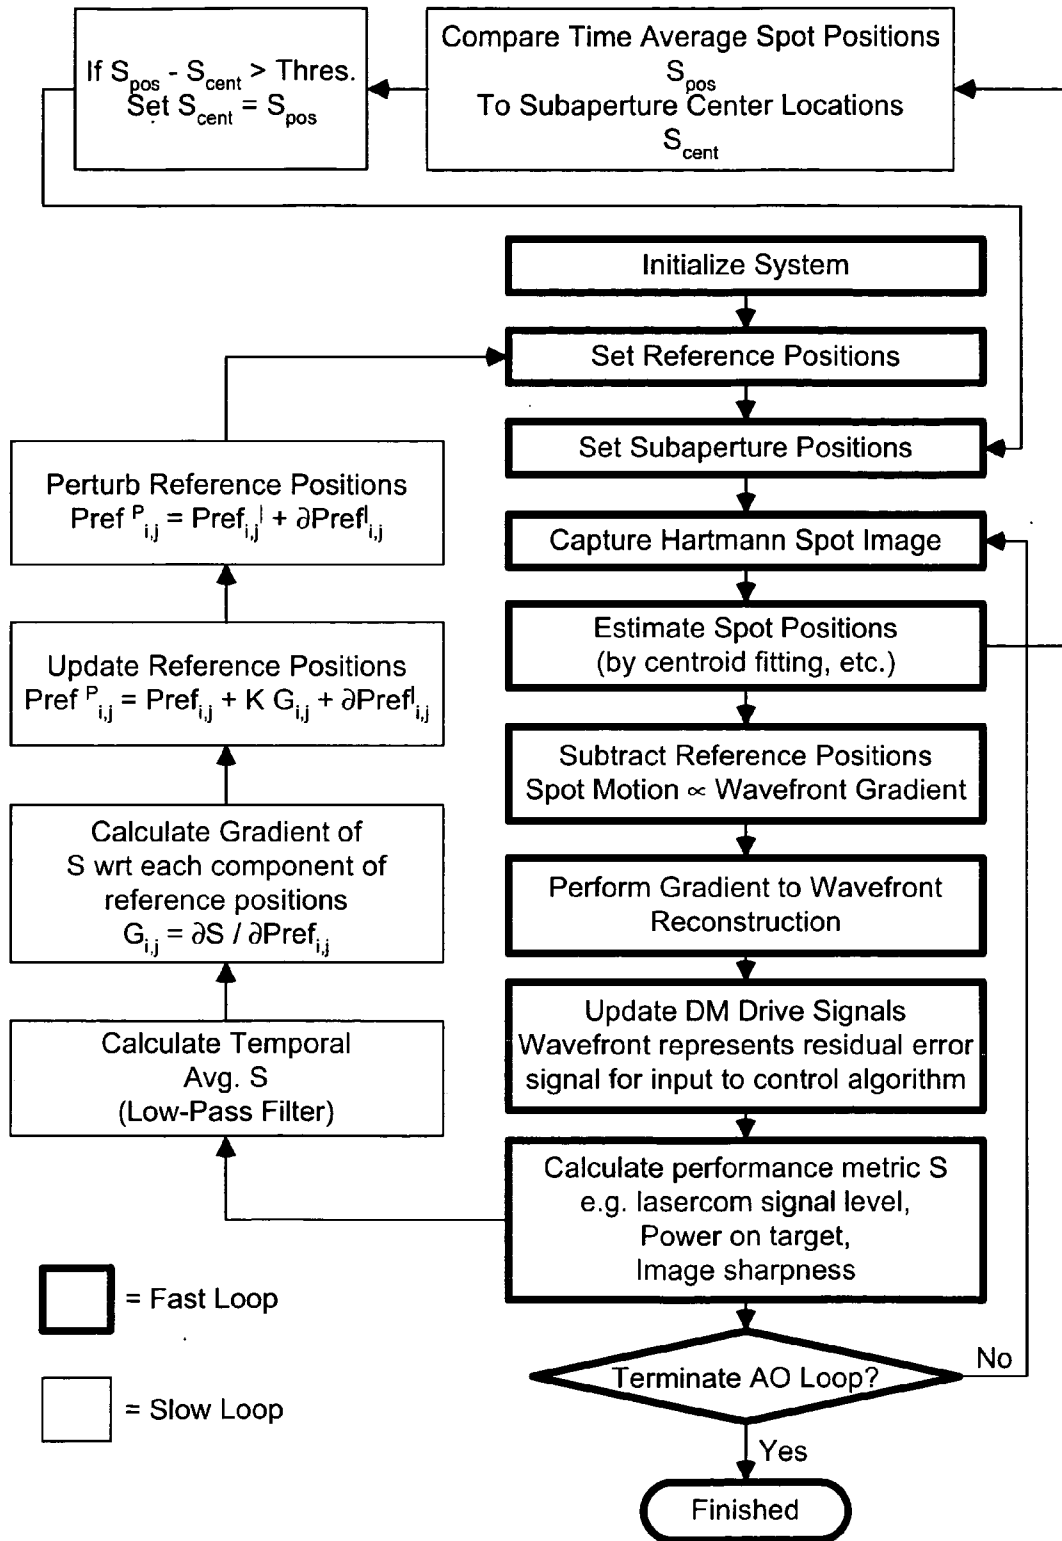 If S_pos - S_cent > Thres.
Set S_cent = S_pos
Compare Time Average Spot Positions
S_pos
To Subaperture Center Locations
S_cent
Initialize System
Set Reference Positions
Set Subaperture Positions
Capture Hartmann Spot Image
Estimate Spot Positions
(by centroid fitting, etc.)
Subtract Reference Positions
Spot Motion ∝ Wavefront Gradient
Perform Gradient to Wavefront
Reconstruction
Update DM Drive Signals
Wavefront represents residual error
signal for input to control algorithm
Calculate performance metric S
e.g. lasercom signal level,
Power on target,
Image sharpness
Terminate AO Loop?
No
Yes
Finished
Calculate Temporal
Avg. S
(Low-Pass Filter)
Calculate Gradient of
S wrt each component of
reference positions
G_i,j = ∂S / ∂Pref_i,j
Update Reference Positions
Pref^P_i,j = Pref_i,j + K G_i,j + ∂Pref^I_i,j
Perturb Reference Positions
Pref^P_i,j = Pref_i,j^I + ∂Pref^I_i,j
= Fast Loop
= Slow Loop